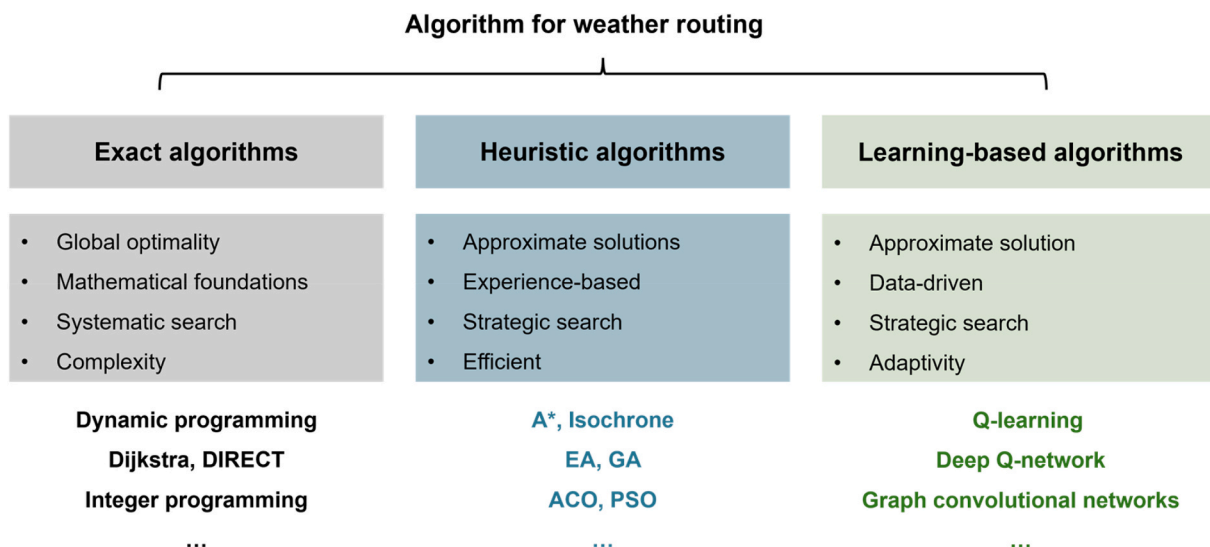 Algorithm for weather routing
Exact algorithms
• Global optimality
• Mathematical foundations
• Systematic search
• Complexity
Dynamic programming
Dijkstra, DIRECT
Integer programming
...
Heuristic algorithms
• Approximate solutions
• Experience-based
• Strategic search
• Efficient
A*, Isochrone
EA, GA
ACO, PSO
...
Learning-based algorithms
• Approximate solution
• Data-driven
• Strategic search
• Adaptivity
Q-learning
Deep Q-network
Graph convolutional networks
...